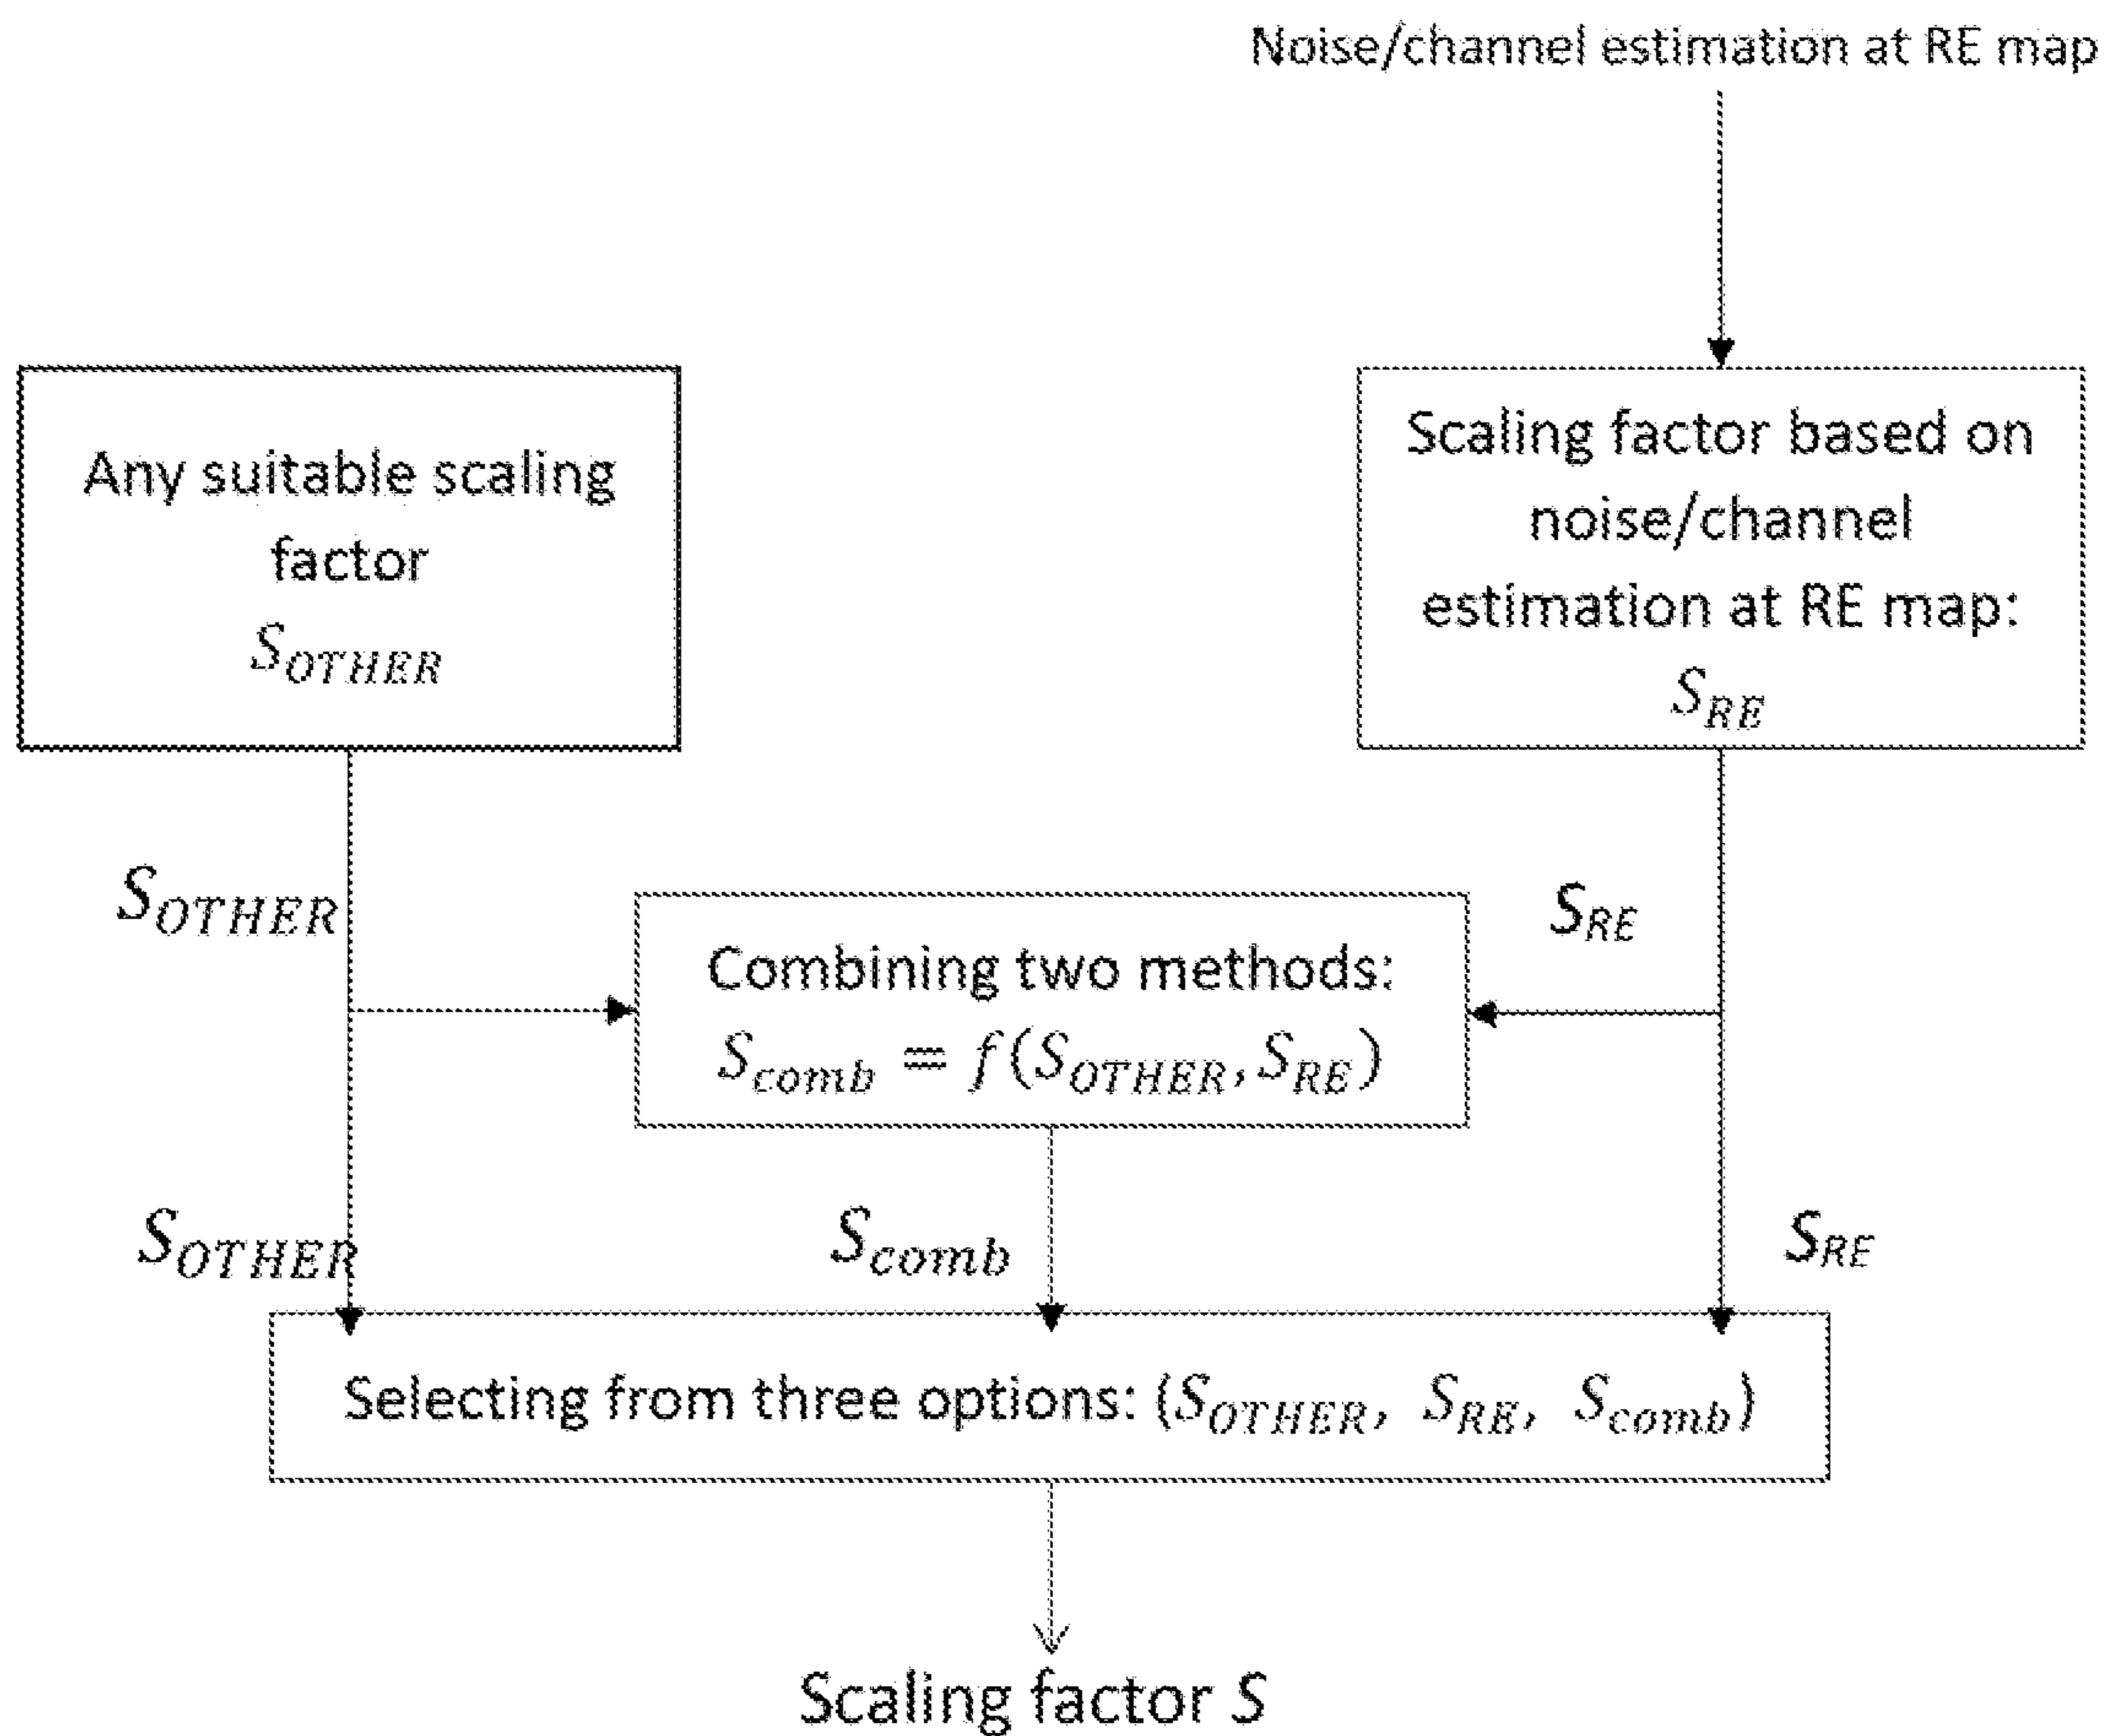 Noise/channel estimation at RE map
Any suitable scaling
factor
S_OTHER
Scaling factor based on
noise/channel
estimation at RE map:
S_RE
S_OTHER
S_RE
Combining two methods:
S_comb = f(S_OTHER, S_RE)
S_OTHER
S_comb
S_RE
Selecting from three options: (S_OTHER, S_RE, S_comb)
Scaling factor S